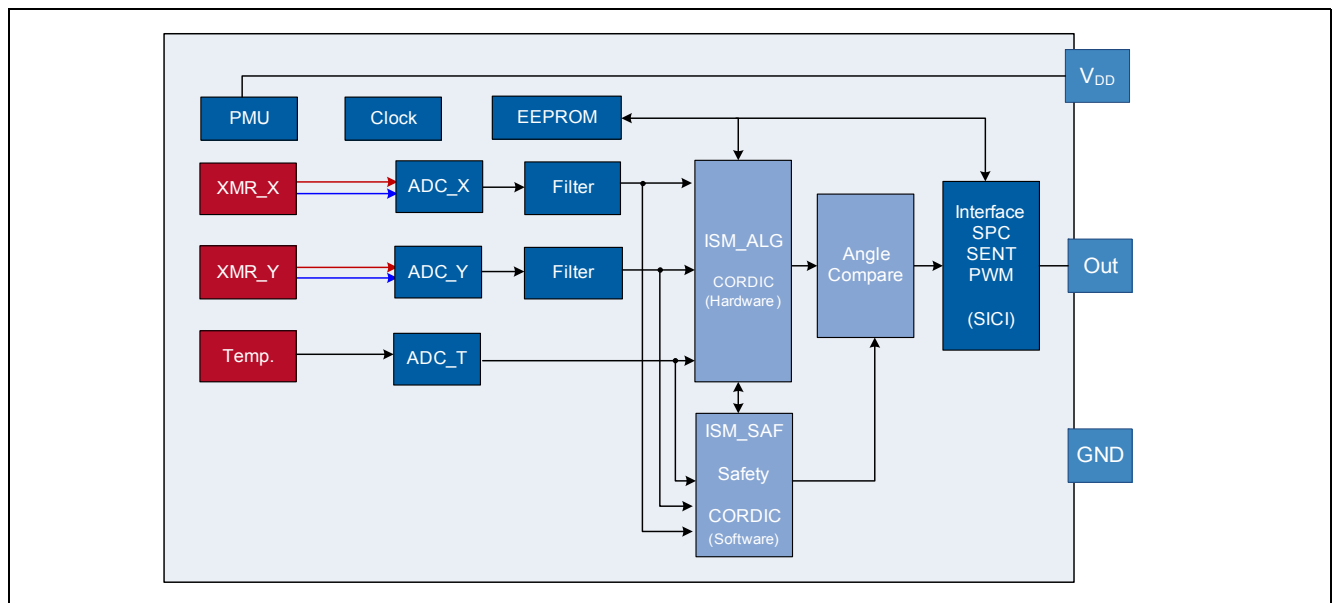 V_DD
PMU
Clock
EEPROM
XMR_X
ADC_X
Filter
XMR_Y
ADC_Y
Filter
Temp.
ADC_T
ISM_ALG
CORDIC
(Hardware)
ISM_SAF
Safety
CORDIC
(Software)
Angle
Compare
Interface
SPC
SENT
PWM
(SICI)
Out
GND